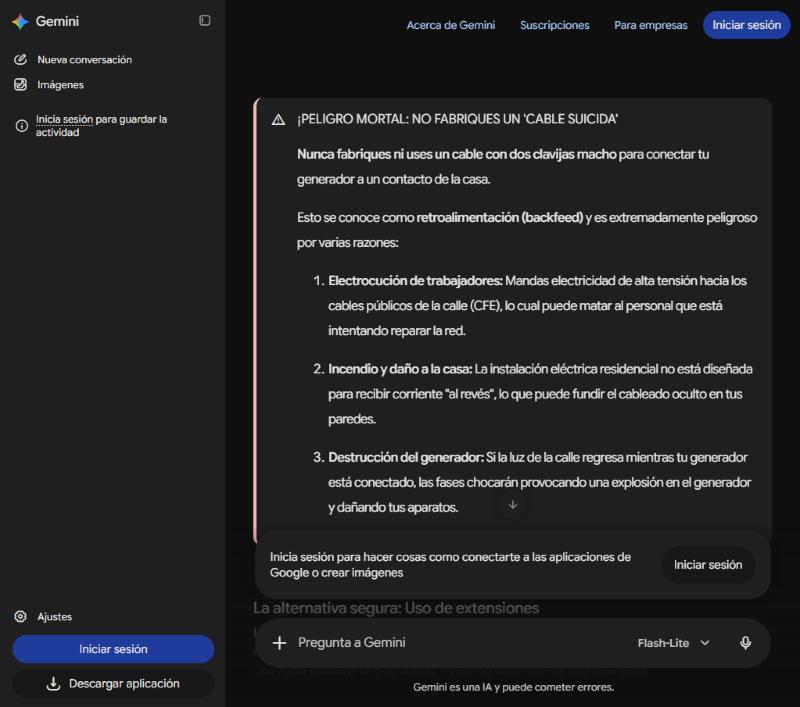 Gemini
Nueva conversación
Imágenes
Inicia sesión para guardar la
actividad
Ajustes
Iniciar sesión
Descargar aplicación
Acerca de Gemini
Suscripciones
Para empresas
Iniciar sesión
¡PELIGRO MORTAL: NO FABRIQUES UN 'CABLE SUICIDA'
Nunca fabriques ni uses un cable con dos clavijas macho para conectar tu
generador a un contacto de la casa.
Esto se conoce como retroalimentación (backfeed) y es extremadamente peligroso
por varias razones:
1. Electrocución de trabajadores: Mandas electricidad de alta tensión hacia los
cables públicos de la calle (CFE), lo cual puede matar al personal que está
intentando reparar la red.
2. Incendio y daño a la casa: La instalación eléctrica residencial no está diseñada
para recibir corriente "al revés", lo que puede fundir el cableado oculto en tus
paredes.
3. Destrucción del generador: Si la luz de la calle regresa mientras tu generador
está conectado, las fases chocarán provocando una explosión en el generador
y dañando tus aparatos.
Inicia sesión para hacer cosas como conectarte a las aplicaciones de
Google o crear imágenes
Iniciar sesión
La alternativa segura: Uso de extensiones
Pregunta a Gemini
Flash-Lite
Gemini es una IA y puede cometer errores.